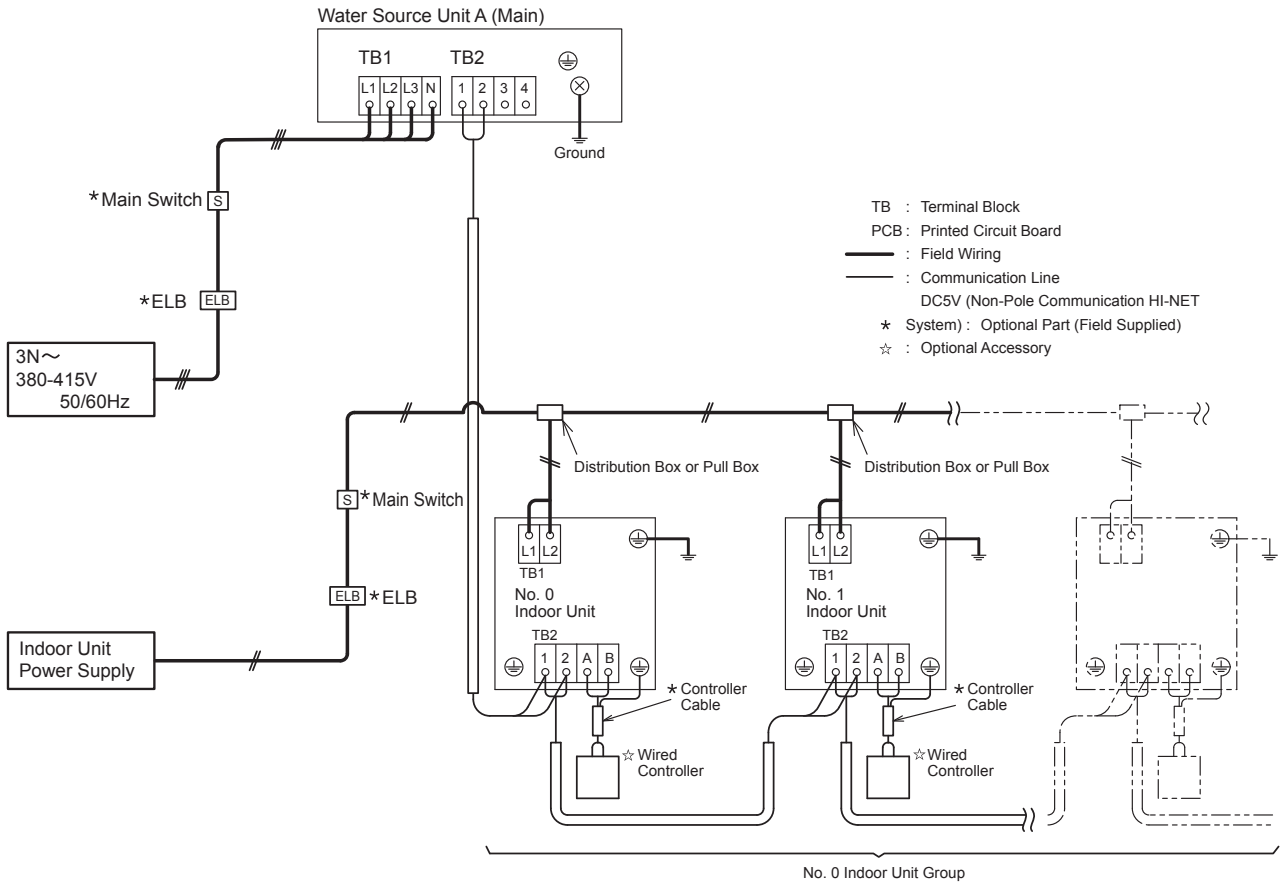 Water Source Unit A (Main)
TB1
TB2
L1 L2 L3 N
1 2 3 4
Ground
*Main Switch
S
*ELB
ELB
3N～
380-415V
50/60Hz
TB : Terminal Block
PCB : Printed Circuit Board
: Field Wiring
: Communication Line
DC5V (Non-Pole Communication HI-NET
* System) : Optional Part (Field Supplied)
☆ : Optional Accessory
Distribution Box or Pull Box
Distribution Box or Pull Box
S
*Main Switch
ELB
*ELB
Indoor Unit
Power Supply
L1 L2
TB1
No. 0
Indoor Unit
TB2
1 2 A B
* Controller
Cable
☆ Wired
Controller
L1 L2
TB1
No. 1
Indoor Unit
TB2
1 2 A B
* Controller
Cable
☆ Wired
Controller
No. 0 Indoor Unit Group